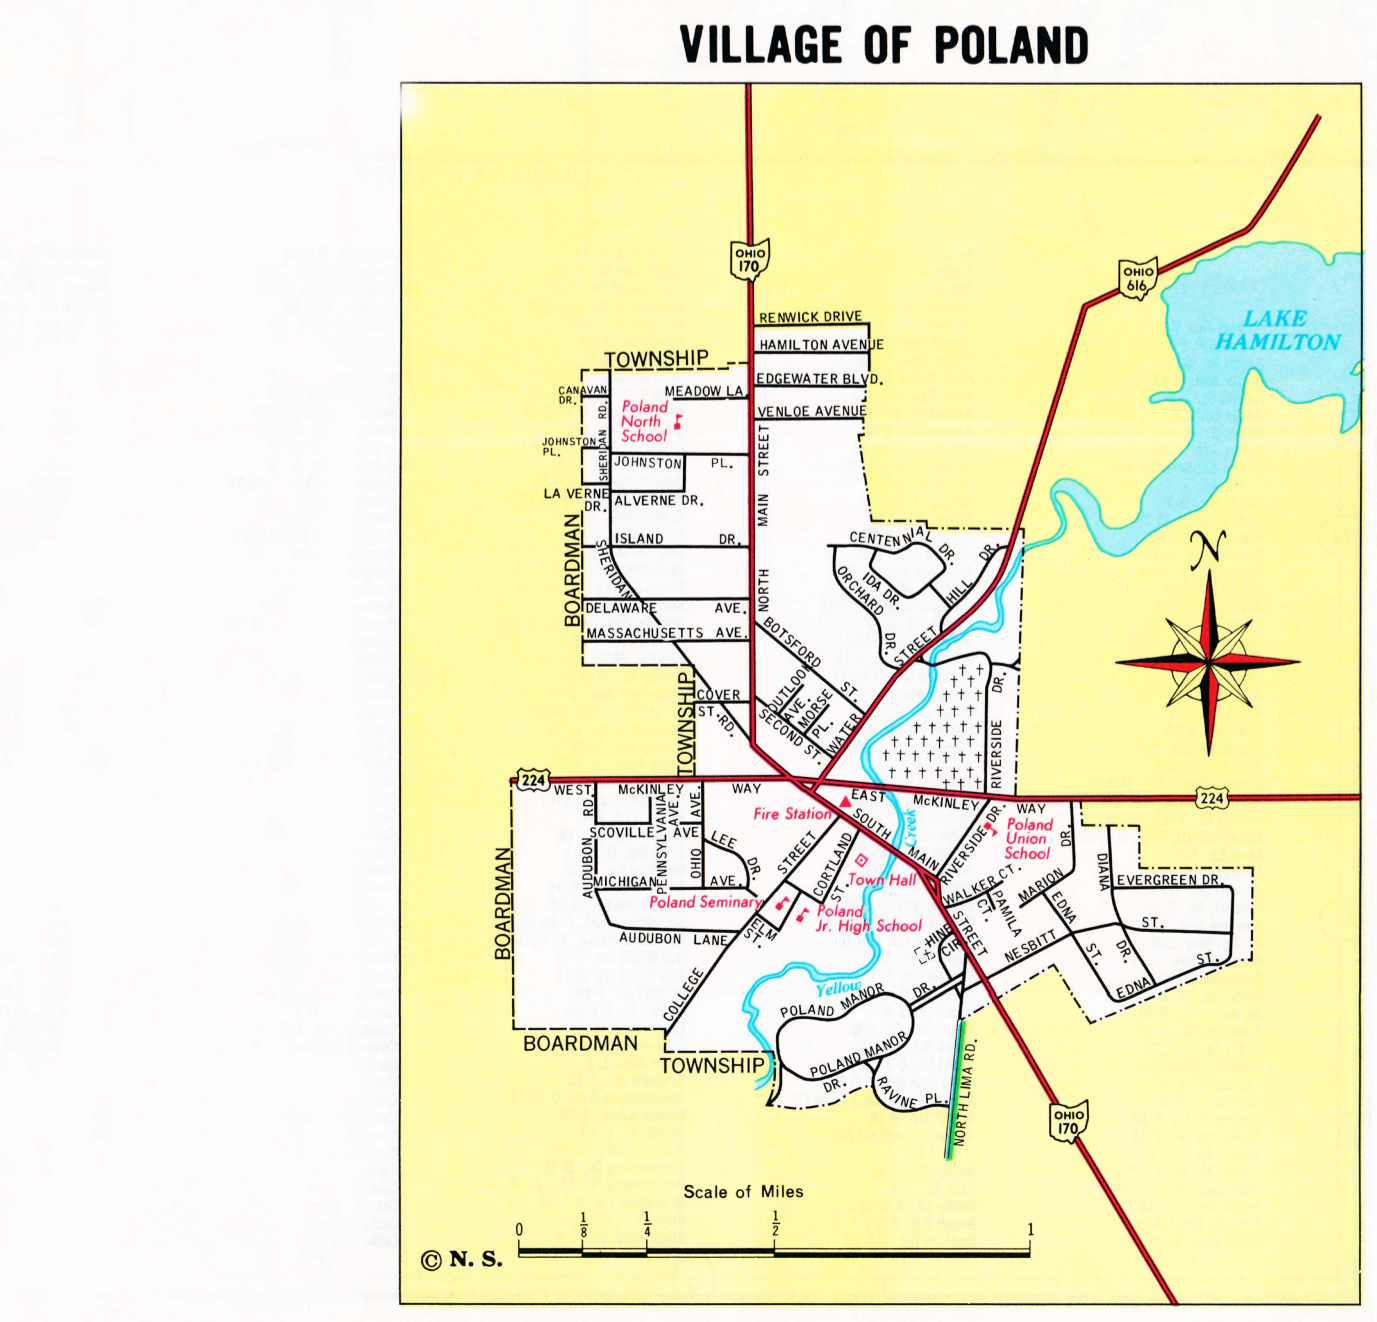 VILLAGE OF POLAND
OHIO
170
OHIO
616
LAKE
HAMILTON
RENWICK DRIVE
HAMILTON AVENUE
EDGEWATER BLVD.
VENLOE AVENUE
TOWNSHIP
CANAVAN
DR.
MEADOW LA.
SHERIDAN RD.
Poland
North
School
JOHNSTON
PL.
JOHNSTON PL.
LA VERNE
DR.
ALVERNE DR.
NORTH MAIN STREET
BOARDMAN
ISLAND DR.
SHERIDAN
DELAWARE AVE.
MASSACHUSETTS AVE.
CENTENNIAL DR.
IDA DR.
ORCHARD DR.
HILL DR.
N
BOTSFORD ST.
OUTLOOK
AVE.
MORSE
PL.
SECOND ST.
WATER STREET
TOWNSHIP
COVER
ST.
RD.
RIVERSIDE DR.
224
WEST McKINLEY WAY
EAST McKINLEY WAY
224
RD.
AUDUBON
PENNSYLVANIA
AVE.
OHIO AVE.
SCOVILLE AVE
LEE DR.
MICHIGAN AVE.
Fire Station
SOUTH MAIN STREET
Creek
RIVERSIDE DR.
Poland
Union
School
STREET
CORTLAND
ST.
Town Hall
WALKER CT.
PAMILA
CT.
MARION DR.
DIANA DR.
EVERGREEN DR.
BOARDMAN
Poland Seminary
Poland
Jr. High School
EDNA ST.
ST.
ELM
ST.
AUDUBON LANE
HINE
CIR.
NESBITT ST.
EDNA
COLLEGE
Yellow
POLAND MANOR DR.
BOARDMAN
TOWNSHIP
POLAND MANOR
DR.
RAVINE PL.
NORTH LIMA RD.
OHIO
170
Scale of Miles
0 1/8 1/4 1/2 1
© N. S.